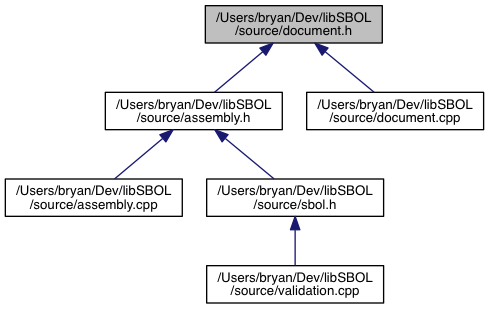 /Users/bryan/Dev/libSBOL
/source/document.h
/Users/bryan/Dev/libSBOL
/source/assembly.h
/Users/bryan/Dev/libSBOL
/source/document.cpp
/Users/bryan/Dev/libSBOL
/source/assembly.cpp
/Users/bryan/Dev/libSBOL
/source/sbol.h
/Users/bryan/Dev/libSBOL
/source/validation.cpp